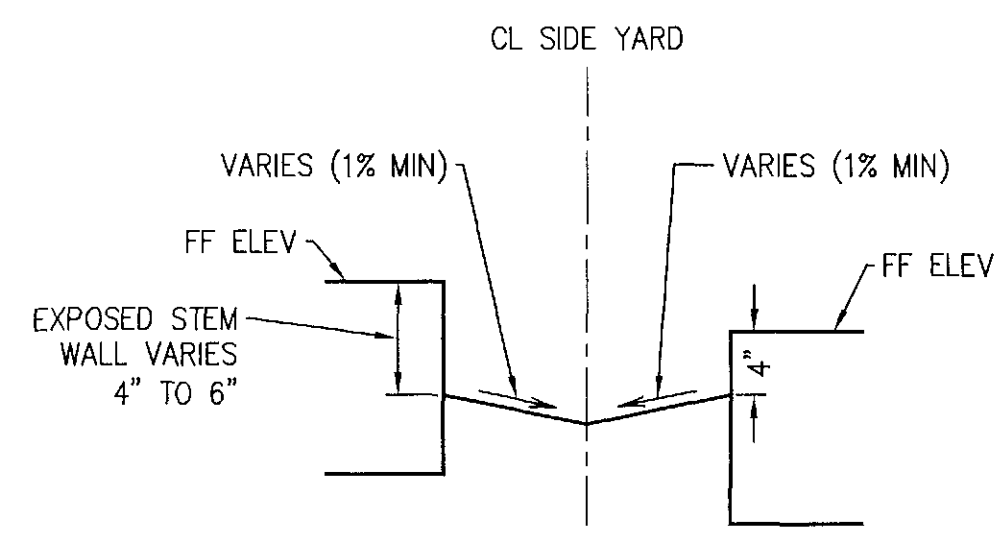 CL SIDE YARD
VARIES (1% MIN)
VARIES (1% MIN)
FF ELEV
FF ELEV
EXPOSED STEM
WALL VARIES
4" TO 6"
4"